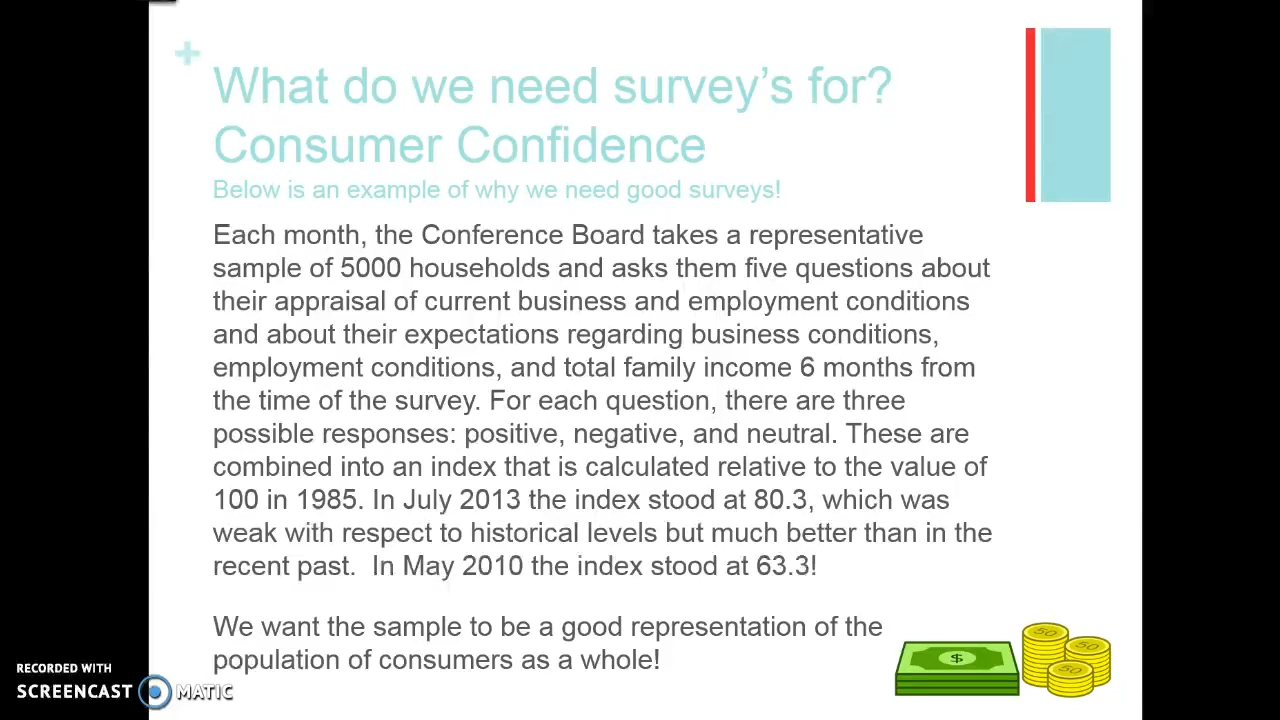 +
What do we need survey's for?
Consumer Confidence
Below is an example of why we need good surveys!
Each month, the Conference Board takes a representative
sample of 5000 households and asks them five questions about
their appraisal of current business and employment conditions
and about their expectations regarding business conditions,
employment conditions, and total family income 6 months from
the time of the survey. For each question, there are three
possible responses: positive, negative, and neutral. These are
combined into an index that is calculated relative to the value of
100 in 1985. In July 2013 the index stood at 80.3, which was
weak with respect to historical levels but much better than in the
recent past.  In May 2010 the index stood at 63.3!
We want the sample to be a good representation of the
population of consumers as a whole!
$
50
50
50
RECORDED WITH
SCREENCAST MATIC